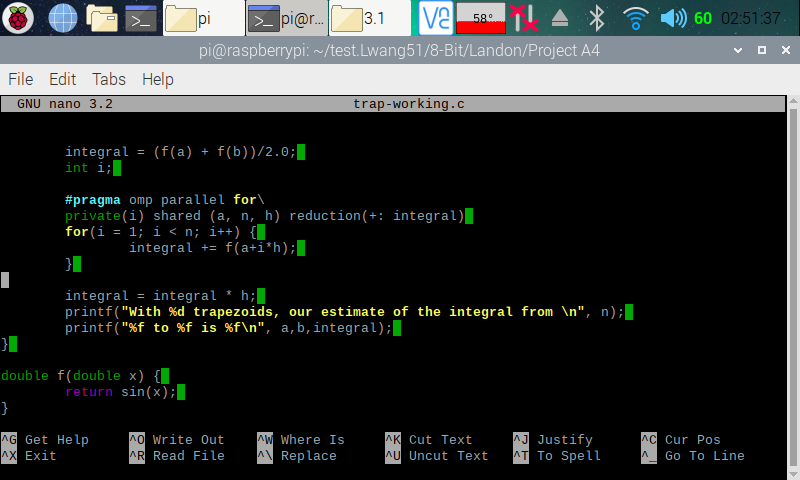 pi
pi@r...
3.1
58°
60
02:51:37
pi@raspberrypi: ~/test.Lwang51/8-Bit/Landon/Project A4
File Edit Tabs Help
GNU nano 3.2 trap-working.c
integral = (f(a) + f(b))/2.0;
int i;
#pragma omp parallel for\
private(i) shared (a, n, h) reduction(+: integral)
for(i = 1; i < n; i++) {
integral += f(a+i*h);
}
integral = integral * h;
printf("With %d trapezoids, our estimate of the integral from \n", n);
printf("%f to %f is %f\n", a,b,integral);
}
double f(double x) {
return sin(x);
}
^G Get Help ^O Write Out ^W Where Is ^K Cut Text ^J Justify ^C Cur Pos
^X Exit ^R Read File ^\ Replace ^U Uncut Text ^T To Spell ^_ Go To Line